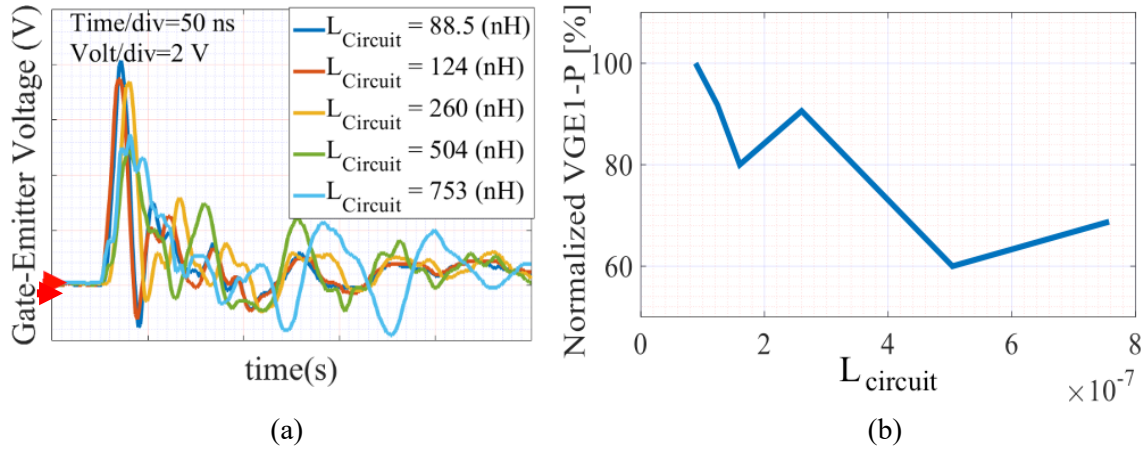 Gate-Emitter Voltage (V)
Time/div=50 ns
Volt/div=2 V
L_Circuit = 88.5 (nH)
L_Circuit = 124 (nH)
L_Circuit = 260 (nH)
L_Circuit = 504 (nH)
L_Circuit = 753 (nH)
time(s)
(a)
Normalized VGE1-P [%]
100
80
60
0 2 4 6 8
L_circuit
×10^-7
(b)